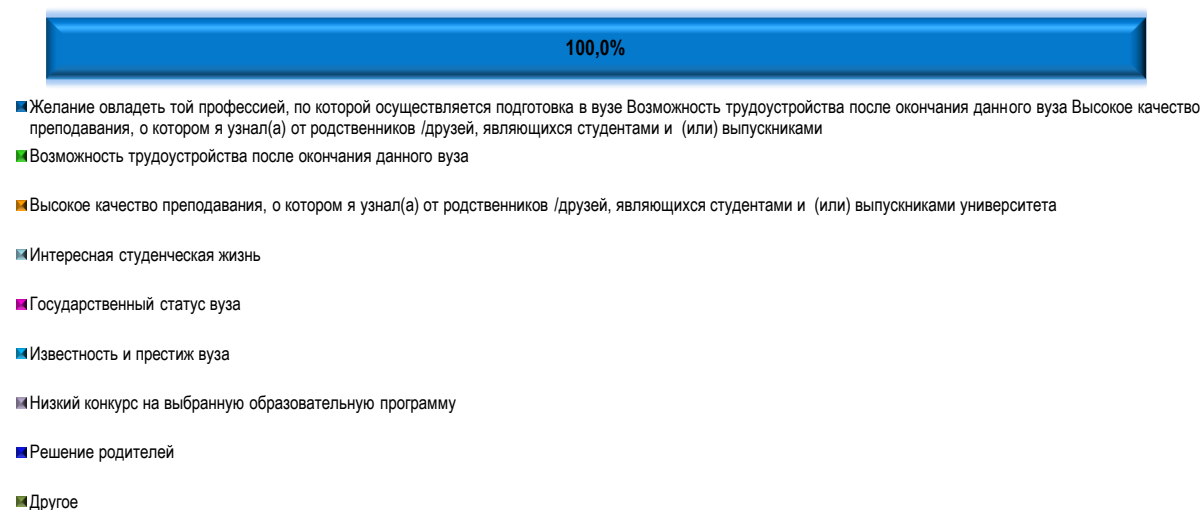 100,0%
Желание овладеть той профессией, по которой осуществляется подготовка в вузе Возможность трудоустройства после окончания данного вуза Высокое качество
преподавания, о котором я узнал(а) от родственников /друзей, являющихся студентами и (или) выпускниками
Возможность трудоустройства после окончания данного вуза
Высокое качество преподавания, о котором я узнал(а) от родственников /друзей, являющихся студентами и (или) выпускниками университета
Интересная студенческая жизнь
Государственный статус вуза
Известность и престиж вуза
Низкий конкурс на выбранную образовательную программу
Решение родителей
Другое